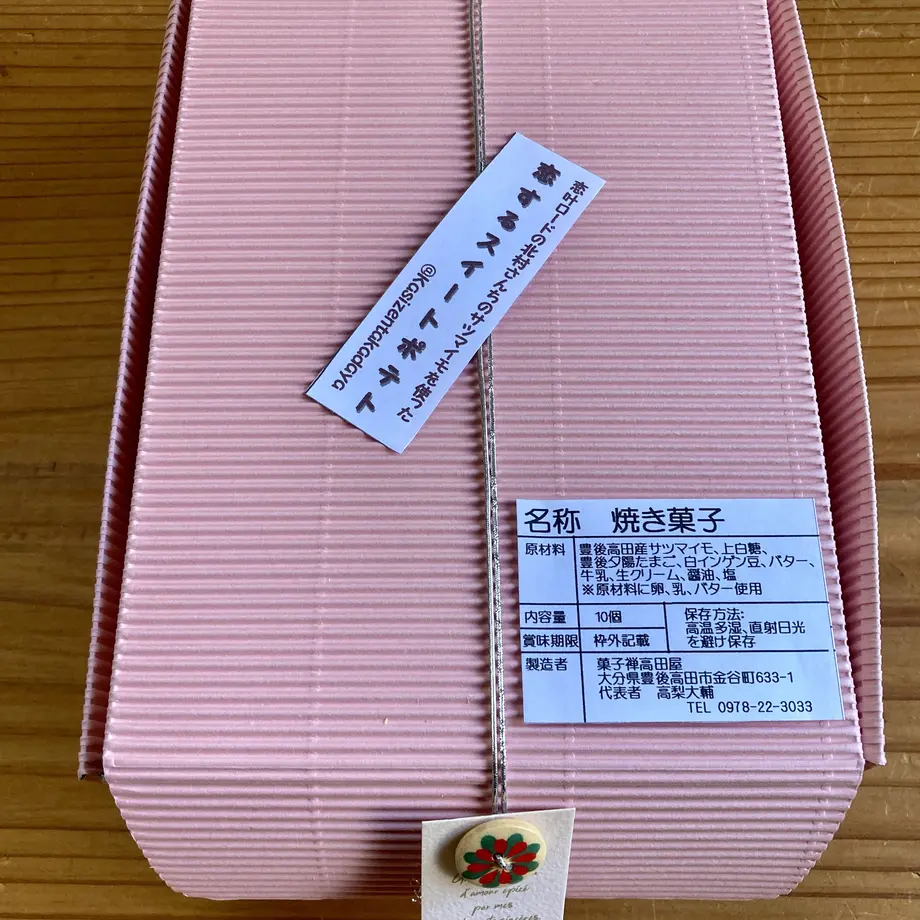 恋叶ロードの北村さんちのサツマイモを使った
恋するスイートポテト
@kasizentakadaya
名称 焼き菓子
原材料 豊後高田産サツマイモ、上白糖、
豊後夕陽たまご、白インゲン豆、バター、
牛乳、生クリーム、醤油、塩
※原材料に卵、乳、バター使用
内容量 10個
賞味期限 枠外記載
保存方法:
高温多湿、直射日光
を避け保存
製造者 菓子禅高田屋
大分県豊後高田市金谷町633-1
代表者 高梨大輔
TEL 0978-22-3033
d'amour épicé
par mes